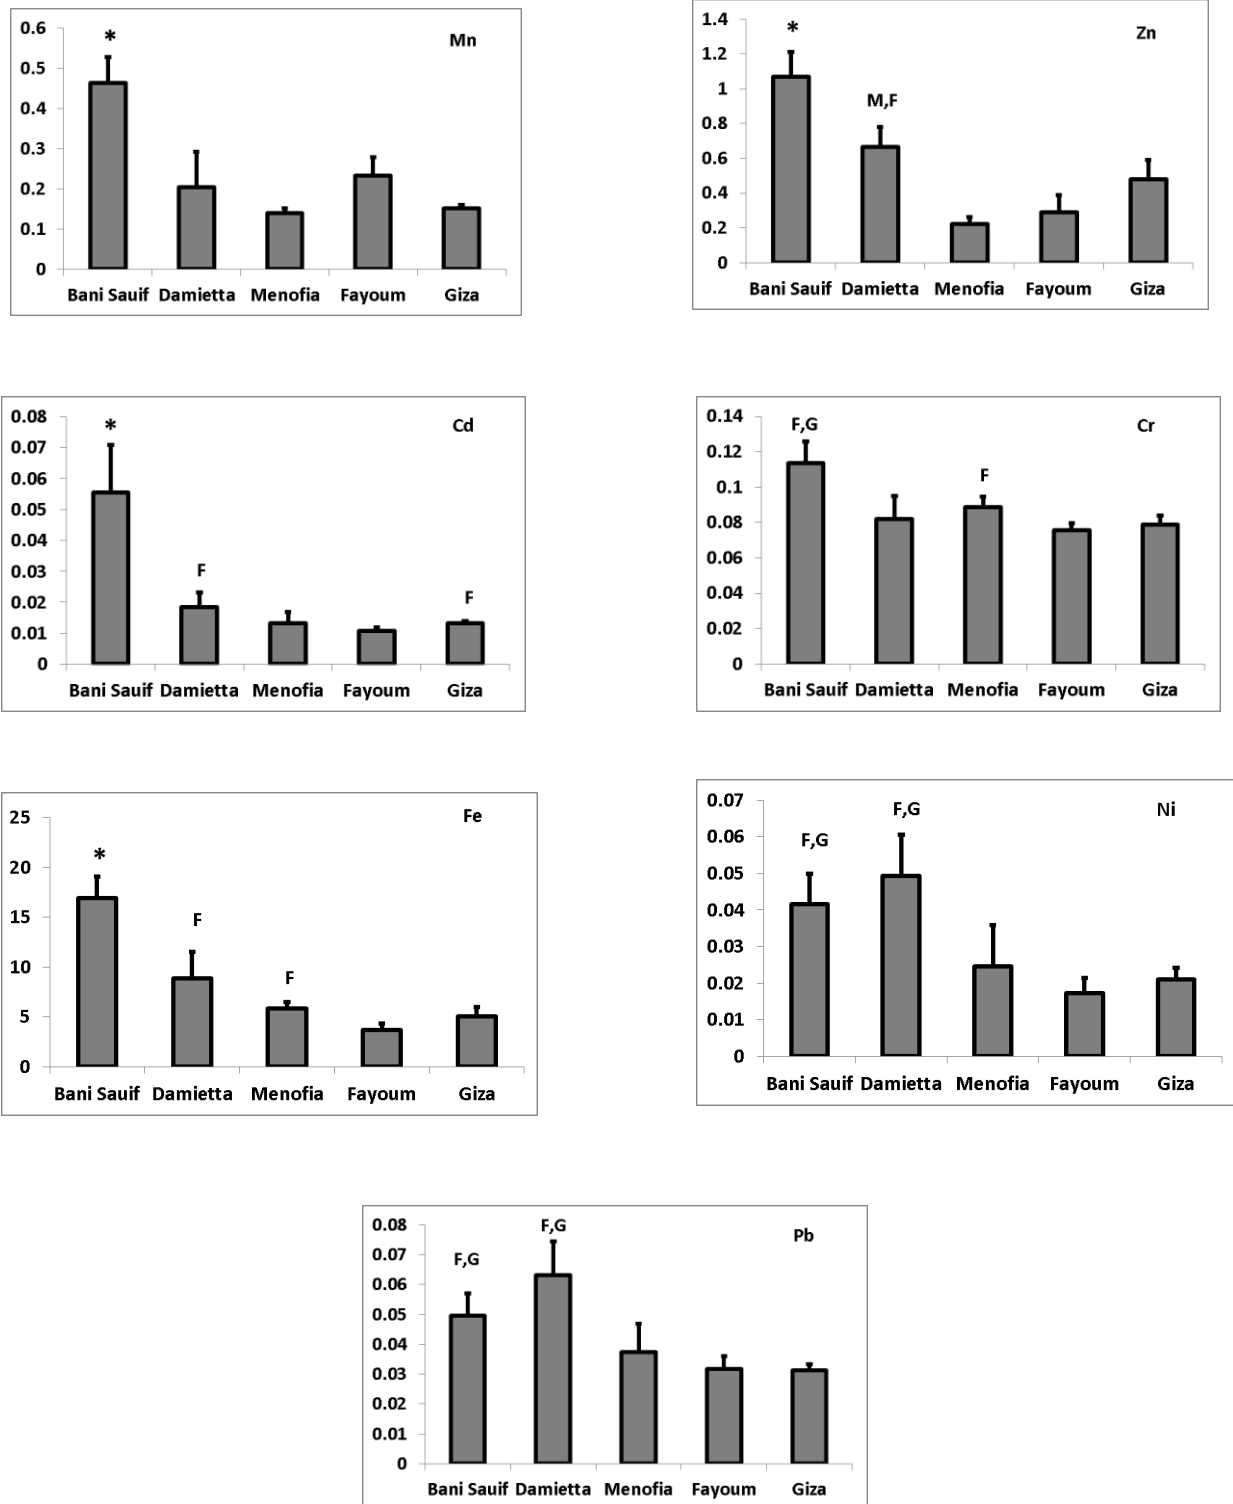 Mn
0.6
0.5
0.4
0.3
0.2
0.1
0
*
Bani Sauif Damietta Menofia Fayoum Giza
Zn
1.4
1.2
1
0.8
0.6
0.4
0.2
0
*
M,F
Bani Sauif Damietta Menofia Fayoum Giza
Cd
0.08
0.07
0.06
0.05
0.04
0.03
0.02
0.01
0
*
F
F
Bani Sauif Damietta Menofia Fayoum Giza
Cr
0.14
0.12
0.1
0.08
0.06
0.04
0.02
0
F,G
F
Bani Sauif Damietta Menofia Fayoum Giza
Fe
25
20
15
10
5
0
*
F
F
Bani Sauif Damietta Menofia Fayoum Giza
Ni
0.07
0.06
0.05
0.04
0.03
0.02
0.01
0
F,G
F,G
Bani Sauif Damietta Menofia Fayoum Giza
Pb
0.08
0.07
0.06
0.05
0.04
0.03
0.02
0.01
0
F,G
F,G
Bani Sauif Damietta Menofia Fayoum Giza